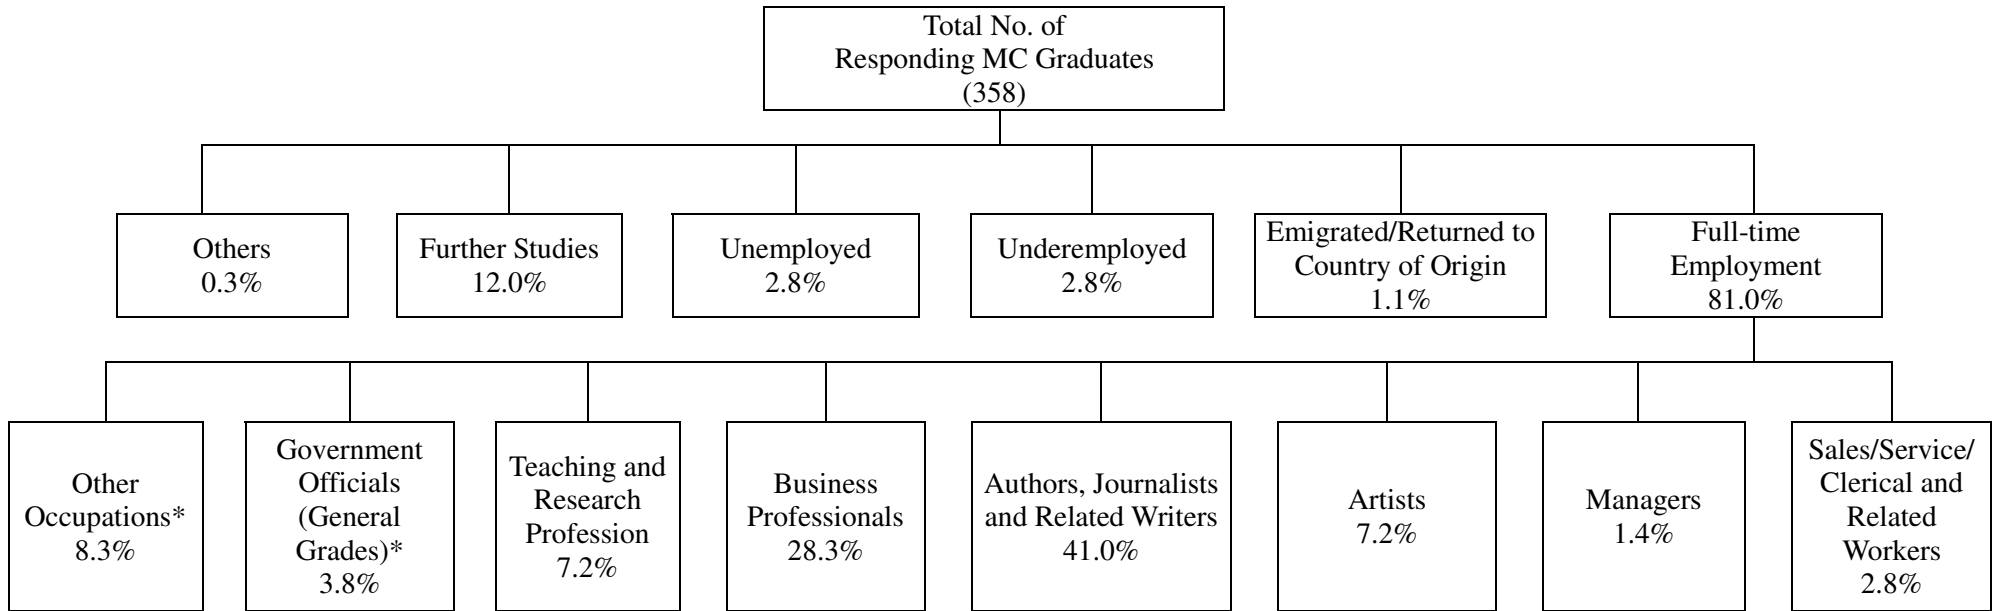 Total No. of
Responding MC Graduates
(358)
Others
0.3%
Further Studies
12.0%
Unemployed
2.8%
Underemployed
2.8%
Emigrated/Returned to
Country of Origin
1.1%
Full-time
Employment
81.0%
Other
Occupations*
8.3%
Government
Officials
(General
Grades)*
3.8%
Teaching and
Research
Profession
7.2%
Business
Professionals
28.3%
Authors, Journalists
and Related Writers
41.0%
Artists
7.2%
Managers
1.4%
Sales/Service/
Clerical and
Related
Workers
2.8%